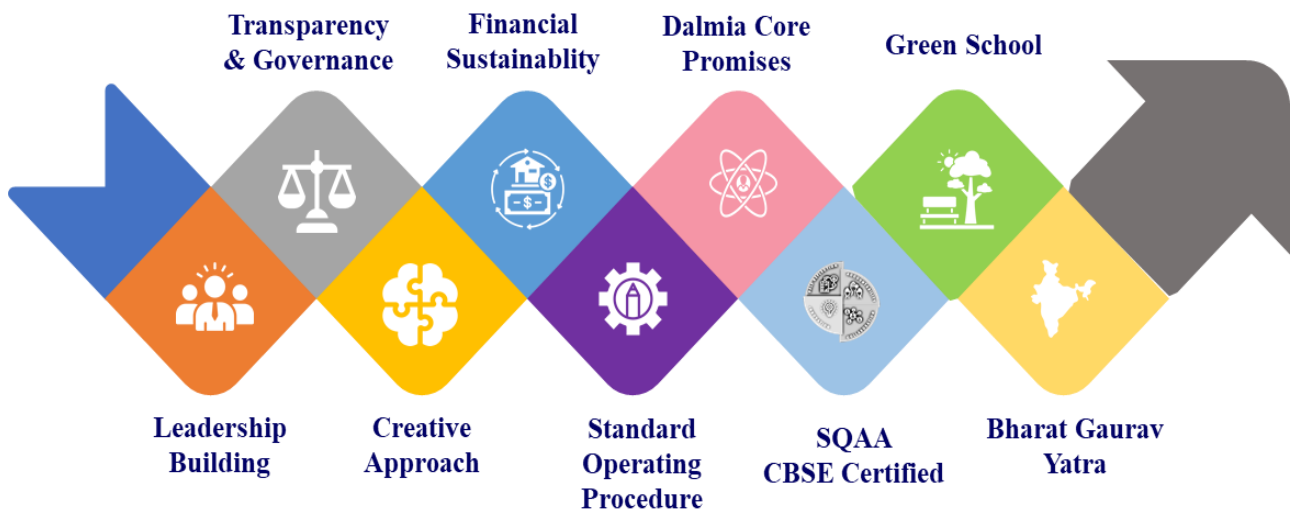 Transparency
& Governance
Financial
Sustainablity
Dalmia Core
Promises
Green School
$
-$-
Leadership
Building
Creative
Approach
Standard
Operating
Procedure
SQAA
CBSE Certified
Bharat Gaurav
Yatra